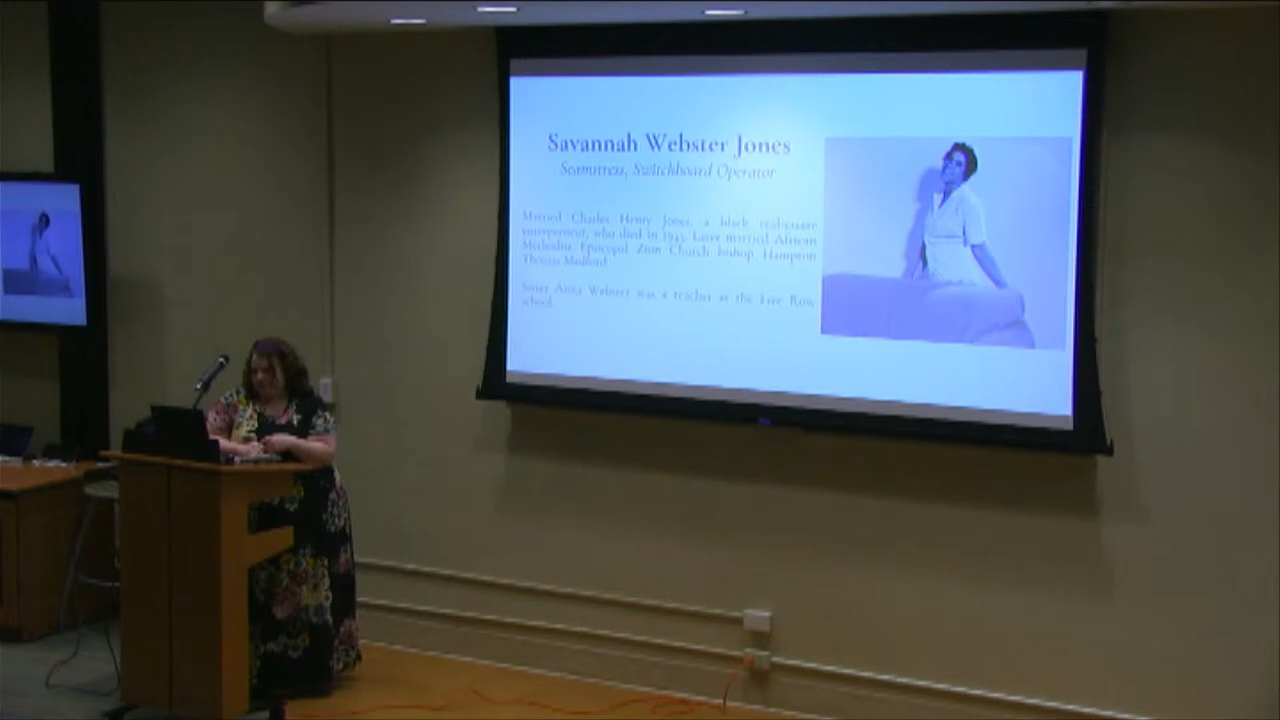 Savannah Webster Jones
Seamstress, Switchboard Operator
Married Charles Henry Jones, a black real-estate
entrepreneur, who died in 1945. Later married African
Methodist Episcopal Zion Church bishop Hampton
Thomas Medford
Sister Anna Webster was a teacher at the Row
school.